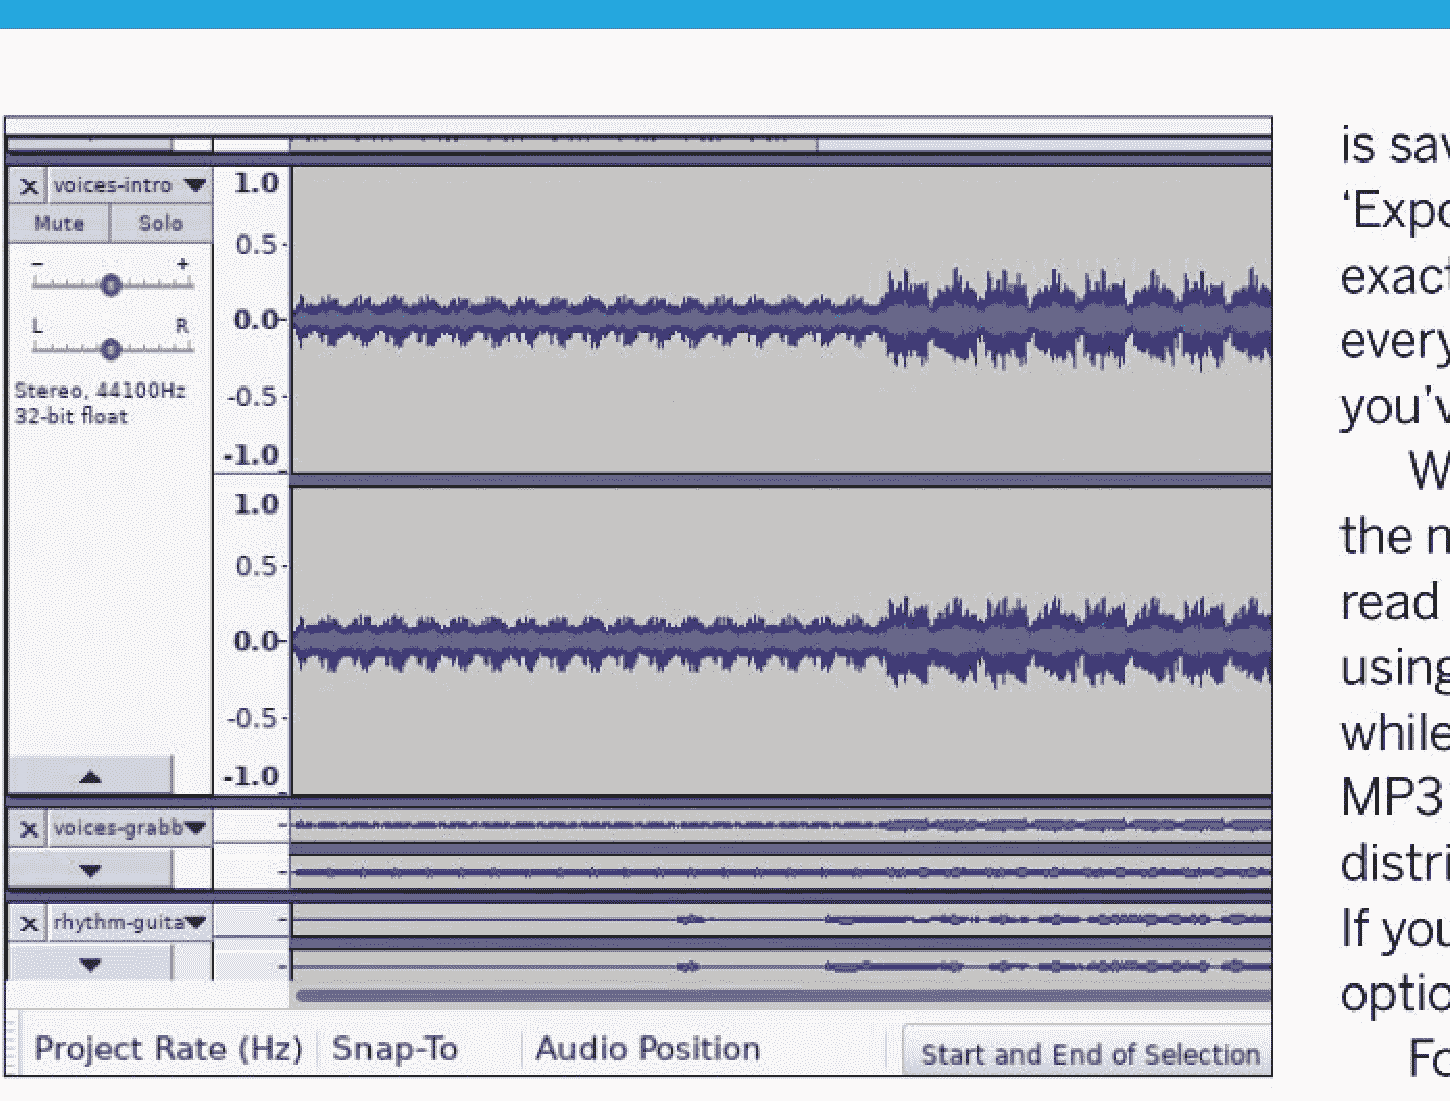 x voices-intro
Mute Solo
- +
L R
Stereo, 44100Hz
32-bit float
1.0
0.5
0.0
-0.5
-1.0
1.0
0.5
0.0
-0.5
-1.0
x voices-grabb
x rhythm-guita
Project Rate (Hz) Snap-To Audio Position Start and End of Selection
is sav
‘Expo
exact
every
you’v
W
the n
read
using
while
MP3
distri
If you
optio
Fo